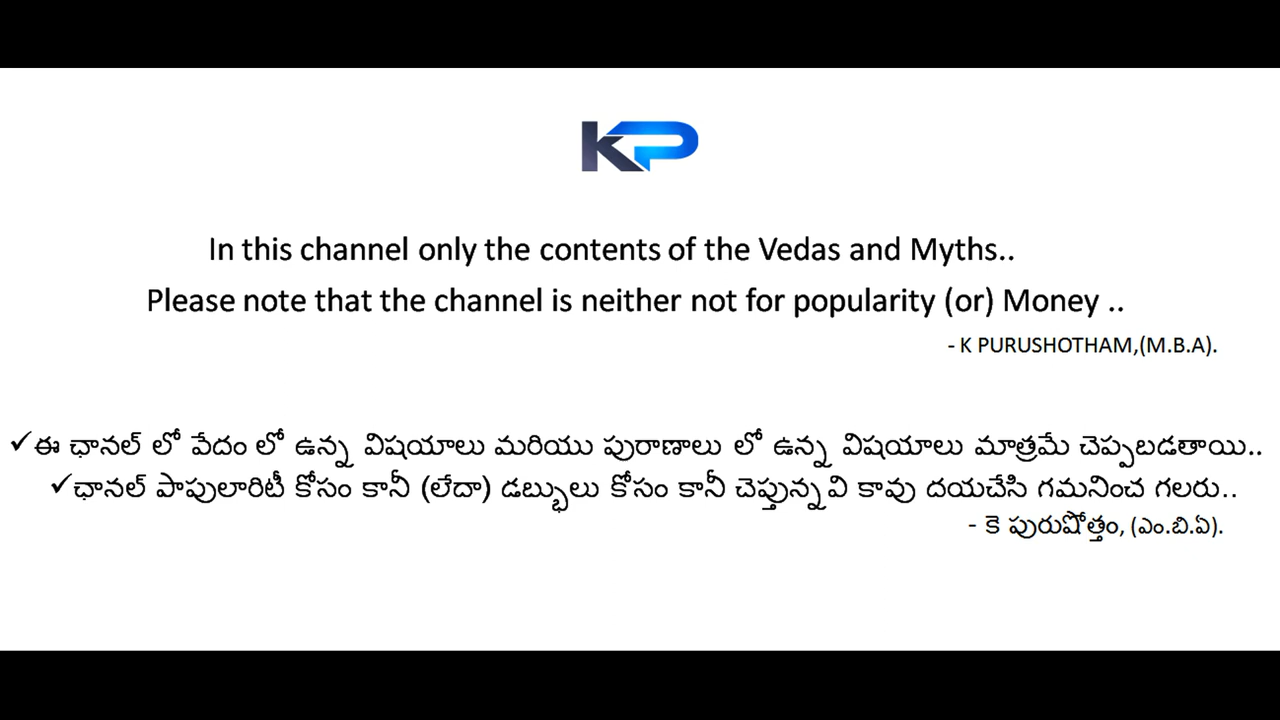 KP
In this channel only the contents of the Vedas and Myths..
Please note that the channel is neither not for popularity (or) Money ..
- K PURUSHOTHAM,(M.B.A).
✓ఈ ఛానల్ లో వేదం లో ఉన్న విషయాలు మరియు పురాణాలు లో ఉన్న విషయాలు మాత్రమే చెప్పబడతాయి..
✓ఛానల్ పాపులారిటీ కోసం కానీ (లేదా) డబ్బులు కోసం కానీ చెప్తున్నవి కావు దయచేసి గమనించ గలరు..
- కె పురుషోత్తం, (ఎం.బి.ఏ).